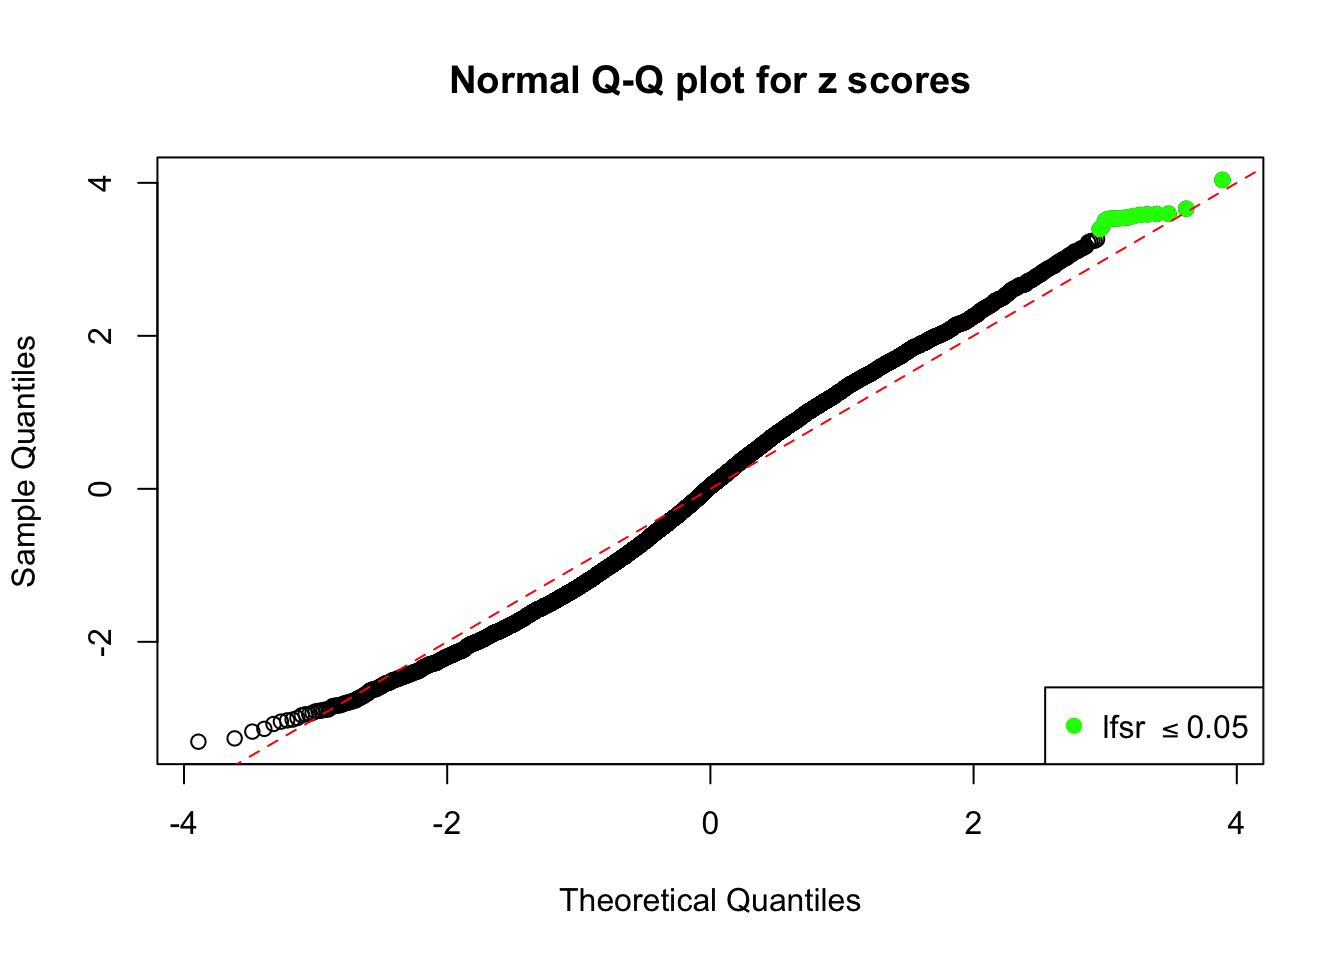 Normal Q-Q plot for z scores
Sample Quantiles
4
2
0
-2
-4
-2
0
2
4
Theoretical Quantiles
lfsr ≤ 0.05